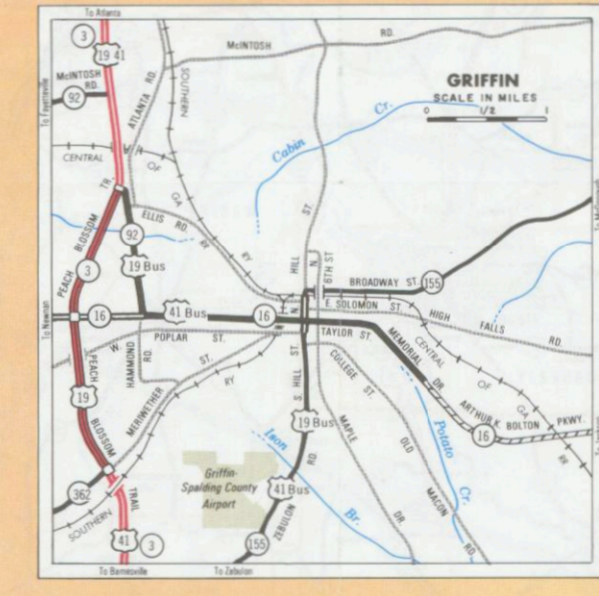 To Atlanta
3
19 41
McINTOSH RD.
McINTOSH
RD.
92
To Fayetteville
ATLANTA RD.
SOUTHERN
RY
GRIFFIN
SCALE IN MILES
0 1/2 1
Cabin Cr.
CENTRAL OF GA
RY
TR.
PEACH BLOSSOM
ELLIS RD.
92
19 Bus
3
HILL ST.
N.
6TH ST
N.
BROADWAY ST.
155
To Newnan
16
41 Bus
16
E. SOLOMON ST.
HIGH FALLS RD.
W. POPLAR ST.
TAYLOR ST.
MEMORIAL DR.
CENTRAL OF GA
RR
HAMMOND RD.
MERIWETHER ST.
RY
S. HILL ST.
COLLEGE ST.
ARTHUR K. BOLTON PKWY.
16
PEACH BLOSSOM TRAIL
19
19 Bus
MAPLE DR.
OLD MACON RD.
Potato Cr.
Ison Br.
Griffin-
Spalding County
Airport
41 Bus
ZEBULON RD.
362
SOUTHERN
41
3
155
To Barnesville
To Zebulon